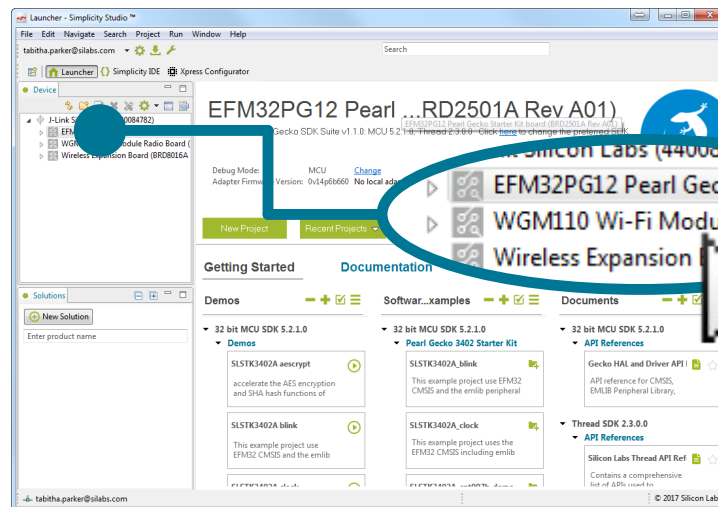 Launcher - Simplicity Studio ™
File Edit Navigate Search Project Run Window Help
tabitha.parker@silabs.com
Search
Launcher {} Simplicity IDE Xpress Configurator
Device
J-Link S 0084782)
EFM
WGM odule Radio Board (
Wireless Expansion Board (BRD8016A
EFM32PG12 Pearl ...RD2501A Rev A01)
EFM32PG12 Pearl Gecko Starter Kit board (BRD2501A Rev A01)
Gecko SDK Suite v1.1.0: MCU 5.2.1.0, Thread 2.3.0.0 Click here to change the preferred SDK
Debug Mode: MCU Change
Adapter Firmw Version: 0v14p6b660 No local adap
Silicon Labs (44008
EFM32PG12 Pearl Gec
WGM110 Wi-Fi Modu
Wireless Expansion
New Project
Recent Projects
Getting Started
Documentation
Solutions
New Solution
Enter product name
Demos
32 bit MCU SDK 5.2.1.0
Demos
SLSTK3402A aescrypt
accelerate the AES encryption
and SHA hash functions of
SLSTK3402A blink
This example project use
EFM32 CMSIS and the emlib
Softwar...xamples
32 bit MCU SDK 5.2.1.0
Pearl Gecko 3402 Starter Kit
SLSTK3402A_blink
This example project use EFM32
CMSIS and the emlib peripheral
SLSTK3402A_clock
This example project uses the
EFM32 CMSIS including emlib
Documents
32 bit MCU SDK 5.2.1.0
API References
Gecko HAL and Driver API I
API reference for CMSIS,
EMLIB Peripheral Library,
Thread SDK 2.3.0.0
API References
Silicon Labs Thread API Ref
Contains a comprehensive
list of APIs used to
tabitha.parker@silabs.com
© 2017 Silicon Lab